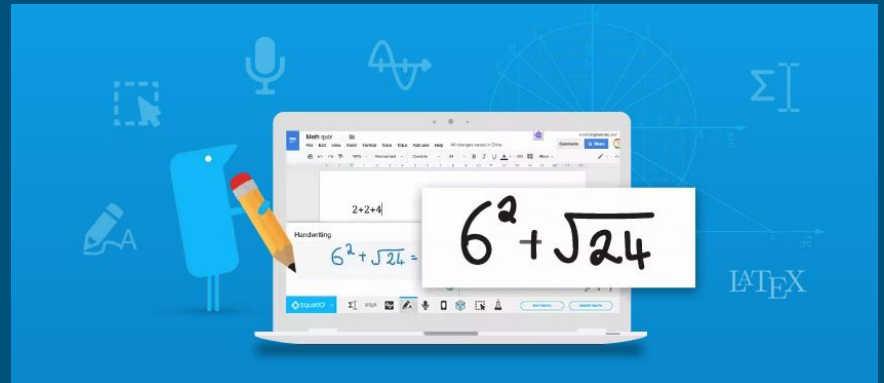 Math quiz
File Edit View Insert Format Tools Table Add-ons Help All changes saved in Drive
Comments Share
100%
2+2+4
Handwriting
6² + √24 =
6² + √24
A
Σ
LATEX
EquatIO
Σ